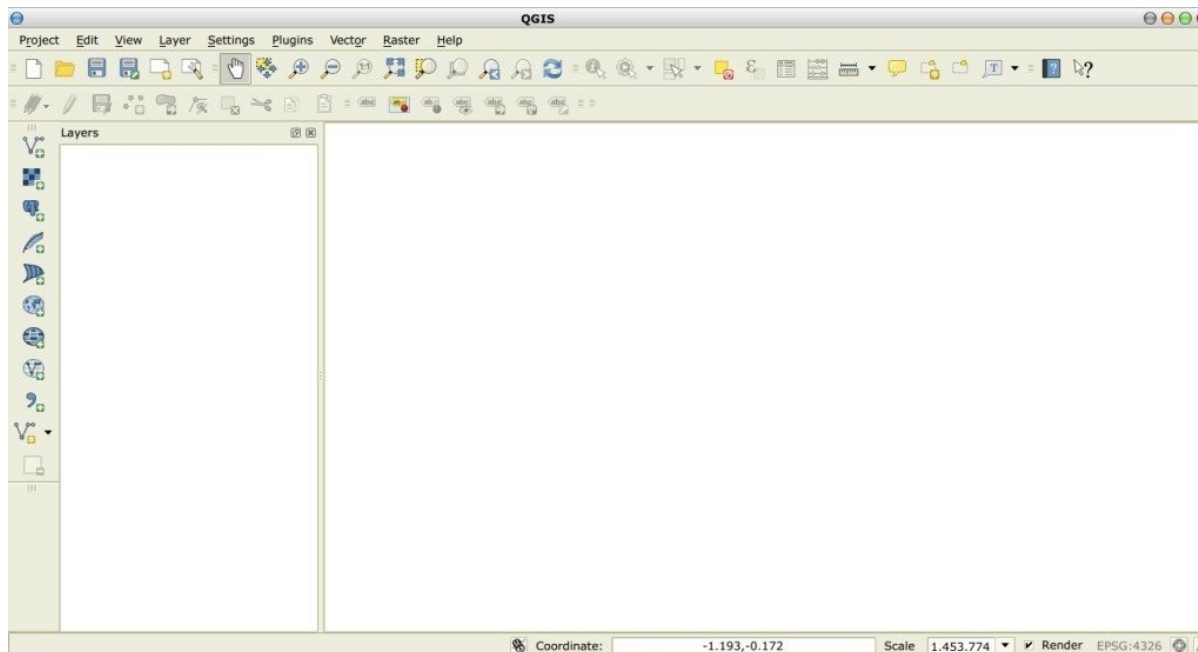 QGIS
Project Edit View Layer Settings Plugins Vector Raster Help
Layers
Coordinate: -1.193,-0.172 Scale 1.453.774 Render EPSG:4326